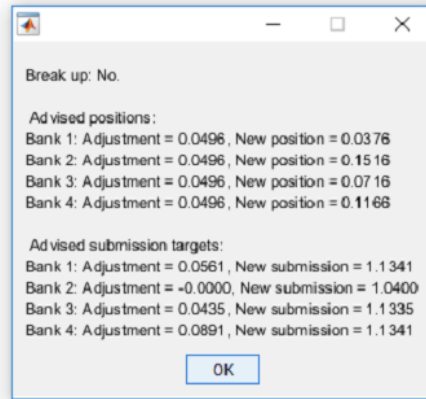 Break up: No.
Advised positions:
Bank 1: Adjustment = 0.0496, New position = 0.0376
Bank 2: Adjustment = 0.0496, New position = 0.1516
Bank 3: Adjustment = 0.0496, New position = 0.0716
Bank 4: Adjustment = 0.0496, New position = 0.1166
Advised submission targets:
Bank 1: Adjustment = 0.0561, New submission = 1.1341
Bank 2: Adjustment = -0.0000, New submission = 1.0400
Bank 3: Adjustment = 0.0435, New submission = 1.1335
Bank 4: Adjustment = 0.0891, New submission = 1.1341
OK